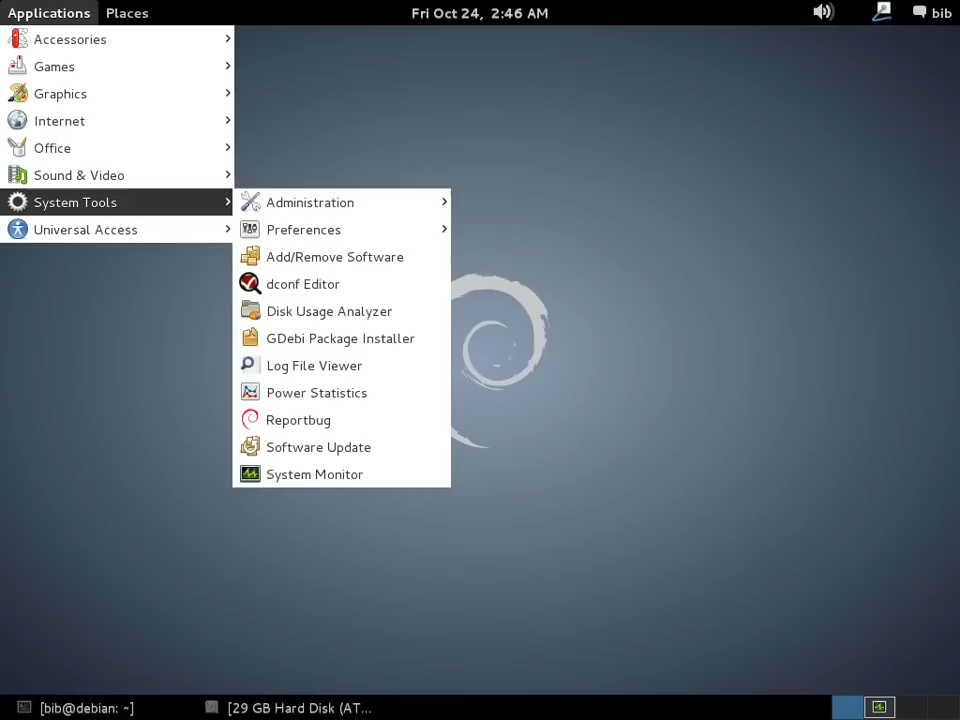 Applications Places Fri Oct 24, 2:46 AM bib
Accessories
Games
Graphics
Internet
Office
Sound & Video
System Tools
Universal Access
Administration
Preferences
Add/Remove Software
dconf Editor
Disk Usage Analyzer
GDebi Package Installer
Log File Viewer
Power Statistics
Reportbug
Software Update
System Monitor
[bib@debian: ~] [29 GB Hard Disk (AT...